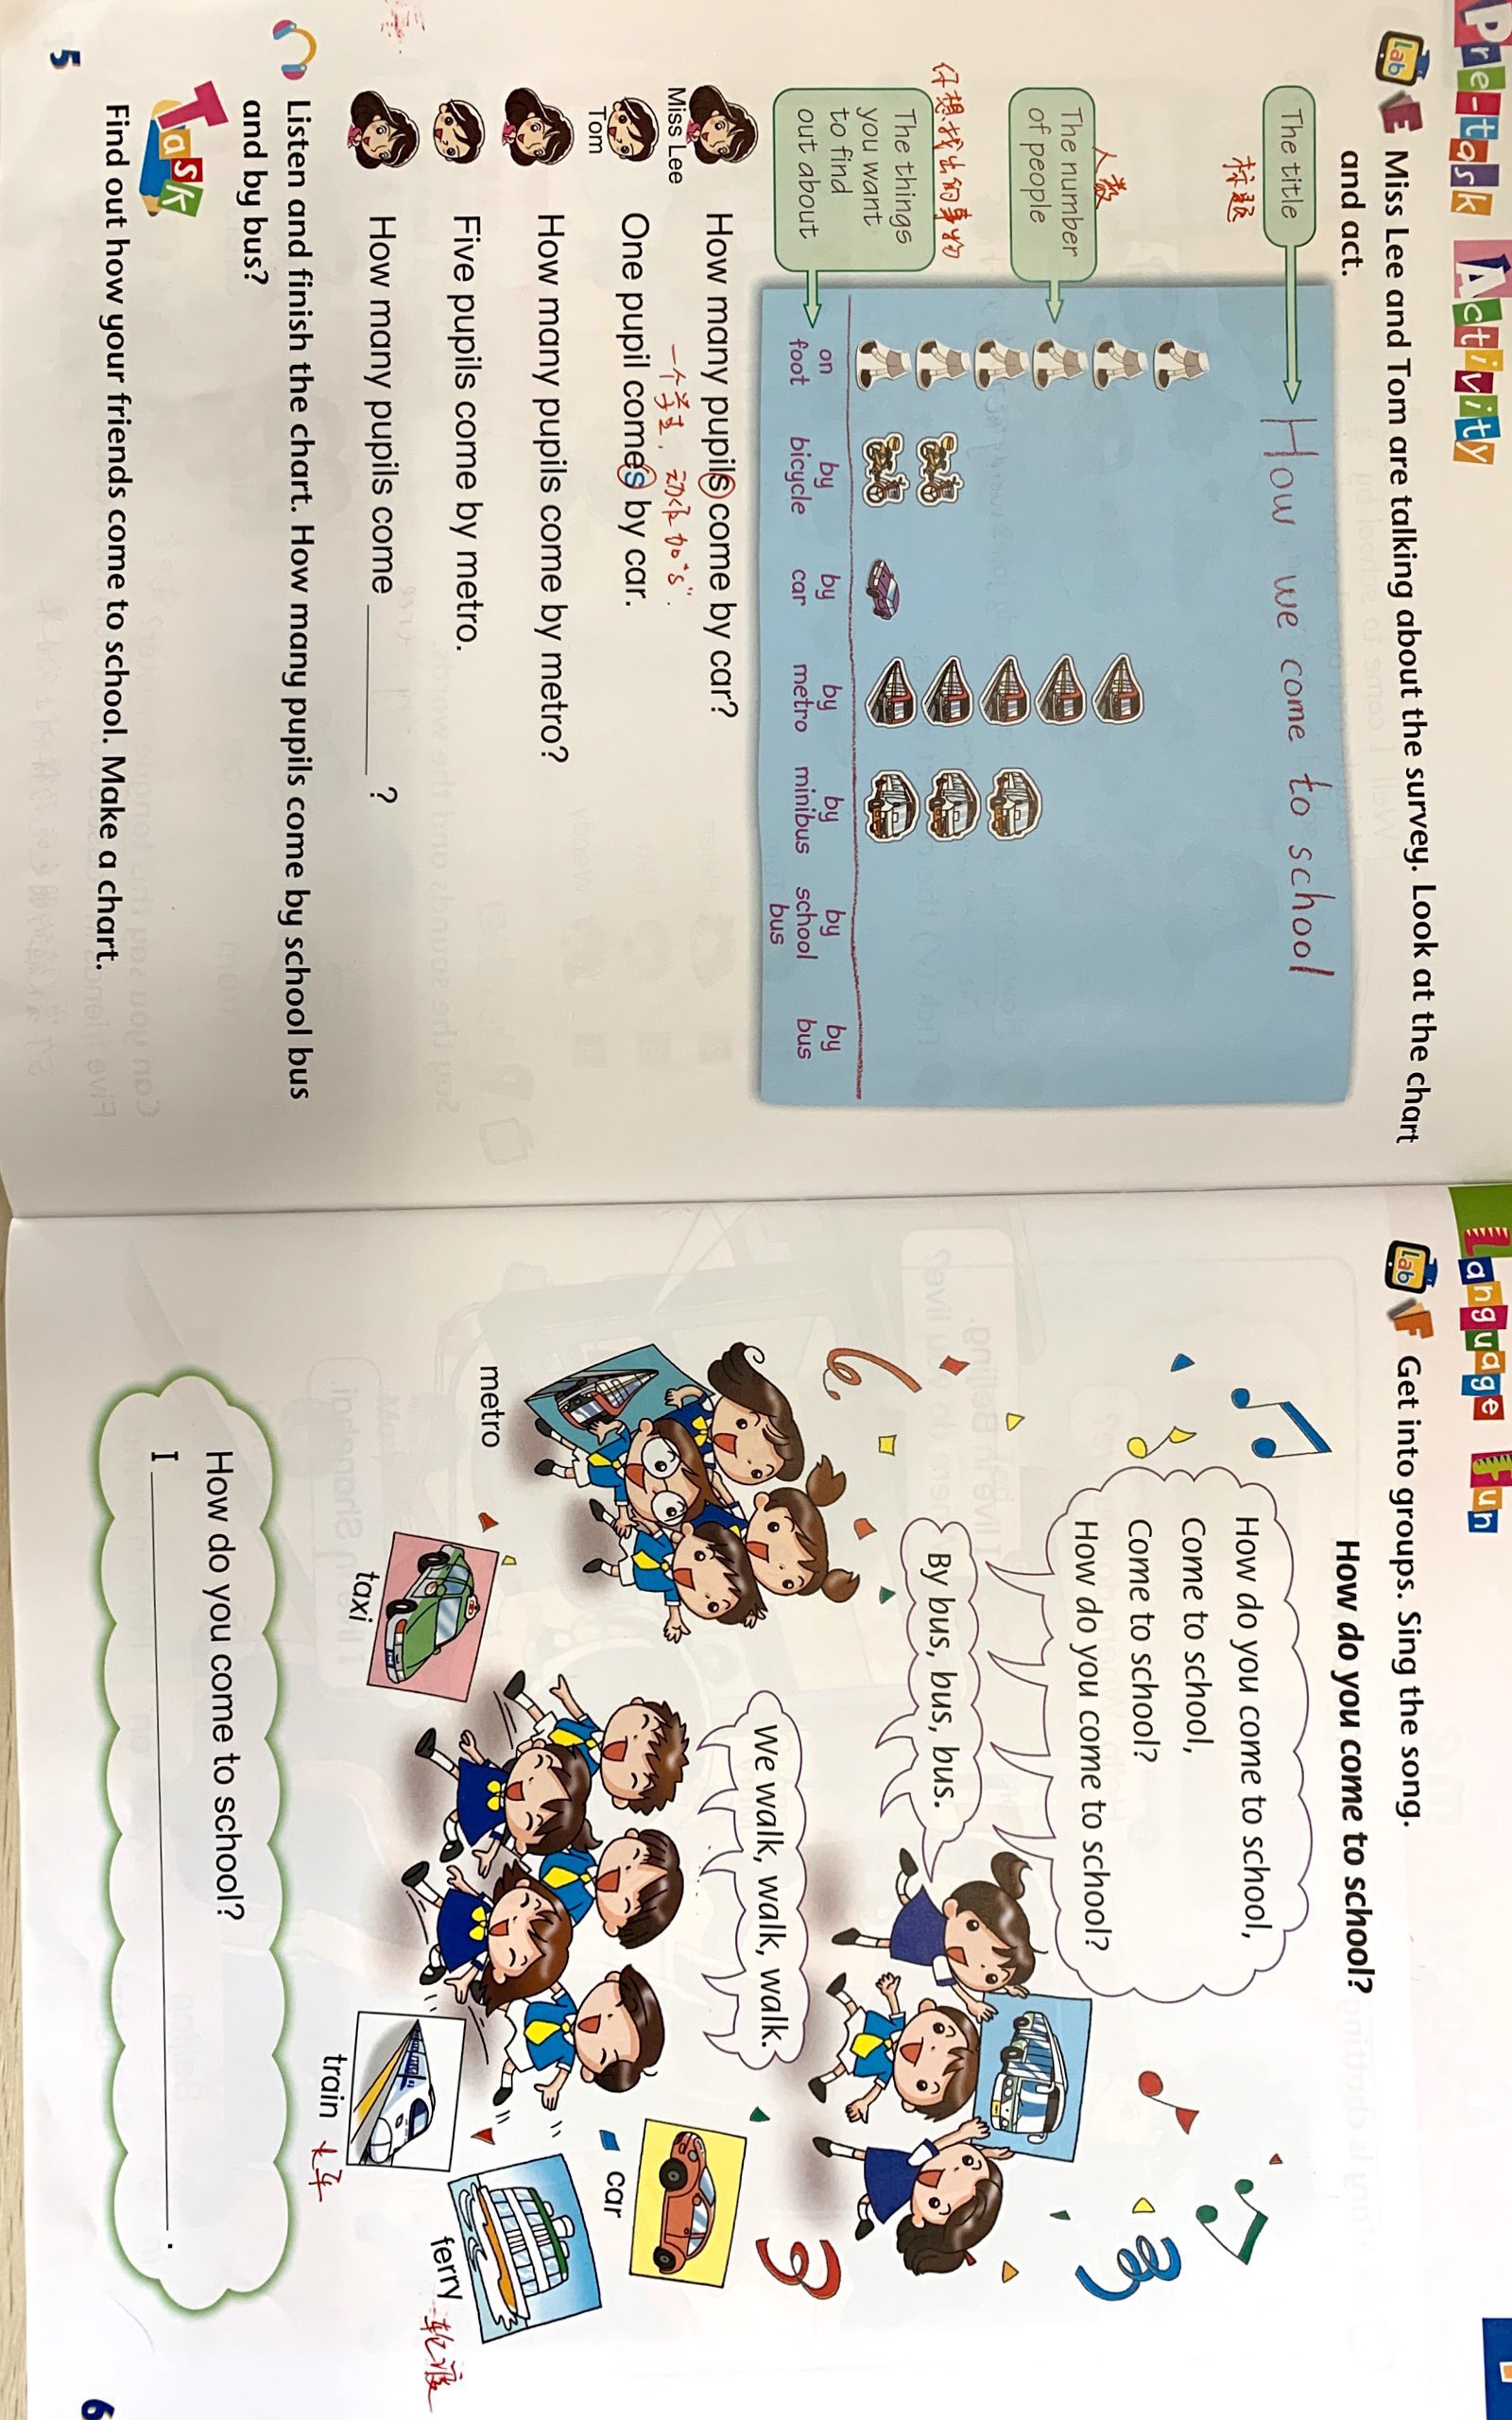 Pre-task Activity
Lab E Miss Lee and Tom are talking about the survey. Look at the chart
and act.
The title
标题
How we come to school
人数
The number
of people
你想找出的事物
The things
you want
to find
out about
on
foot
by
bicycle
by
car
by
metro
by
minibus
by
school
bus
by
bus
Miss Lee
How many pupils come by car?
一个学生，动词加"s".
Tom
One pupil comes by car.
How many pupils come by metro?
Five pupils come by metro.
How many pupils come ________ ?
Listen and finish the chart. How many pupils come by school bus
and by bus?
Task
Find out how your friends come to school. Make a chart.
5
Language Fun
Lab F Get into groups. Sing the song.
How do you come to school?
How do you come to school,
Come to school,
Come to school?
How do you come to school?
By bus, bus, bus.
We walk, walk, walk.
metro
taxi
car
train 火车
ferry 轮渡
How do you come to school?
I ________ .
6